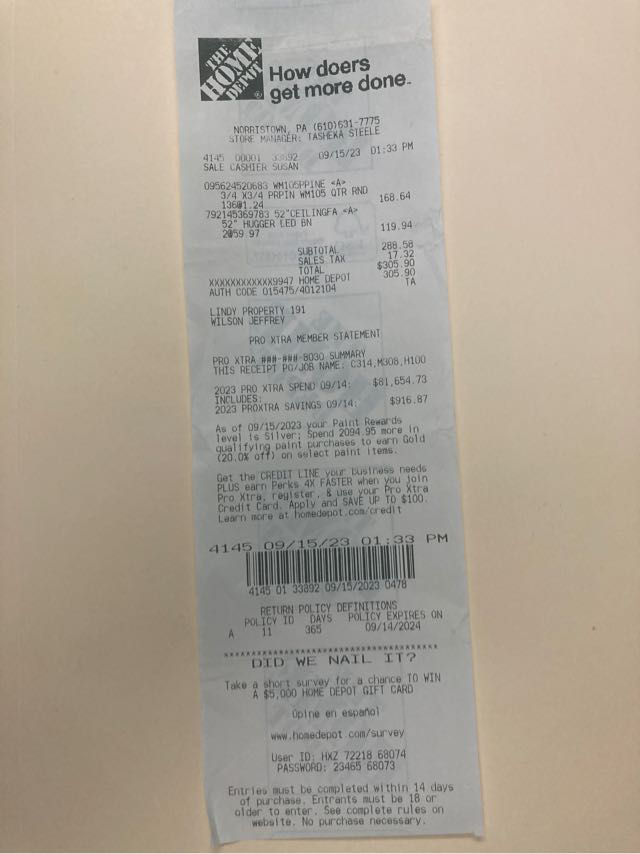 THE
HOME
DEPOT
How doers
get more done.
NORRISTOWN, PA (610)631-7775
STORE MANAGER: TASHEKA STEELE
4145 00001 33892 09/15/23 01:33 PM
SALE CASHIER SUSAN
095624520683 WM105PPINE <A>
3/4 X3/4 PRPIN WM105 QTR RND
136@1.24 168.64
792145369783 52"CEILINGFA <A>
52" HUGGER LED BN
2@59.97 119.94
SUBTOTAL 288.58
SALES TAX 17.32
TOTAL $305.90
XXXXXXXXXXXX9947 HOME DEPOT 305.90
AUTH CODE 015475/4012104 TA
LINDY PROPERTY 191
WILSON JEFFREY
PRO XTRA MEMBER STATEMENT
PRO XTRA ###-###-8030 SUMMARY
THIS RECEIPT PO/JOB NAME: C314,M308,H100
2023 PRO XTRA SPEND 09/14: $81,654.73
INCLUDES:
2023 PROXTRA SAVINGS 09/14: $916.87
As of 09/15/2023 your Paint Rewards
level is Silver; Spend 2094.95 more in
qualifying paint purchases to earn Gold
(20.0% off) on select paint items.
Get the CREDIT LINE your business needs
PLUS earn Perks 4X FASTER when you join
Pro Xtra, register, & use your Pro Xtra
Credit Card. Apply and SAVE UP TO $100.
Learn more at homedepot.com/credit
4145 09/15/23 01:33 PM
4145 01 33892 09/15/2023 0478
RETURN POLICY DEFINITIONS
POLICY ID DAYS POLICY EXPIRES ON
A 11 365 09/14/2024
DID WE NAIL IT?
Take a short survey for a chance TO WIN
A $5,000 HOME DEPOT GIFT CARD
Opine en español
www.homedepot.com/survey
User ID: HXZ 72218 68074
PASSWORD: 23465 68073
Entries must be completed within 14 days
of purchase. Entrants must be 18 or
older to enter. See complete rules on
website. No purchase necessary.